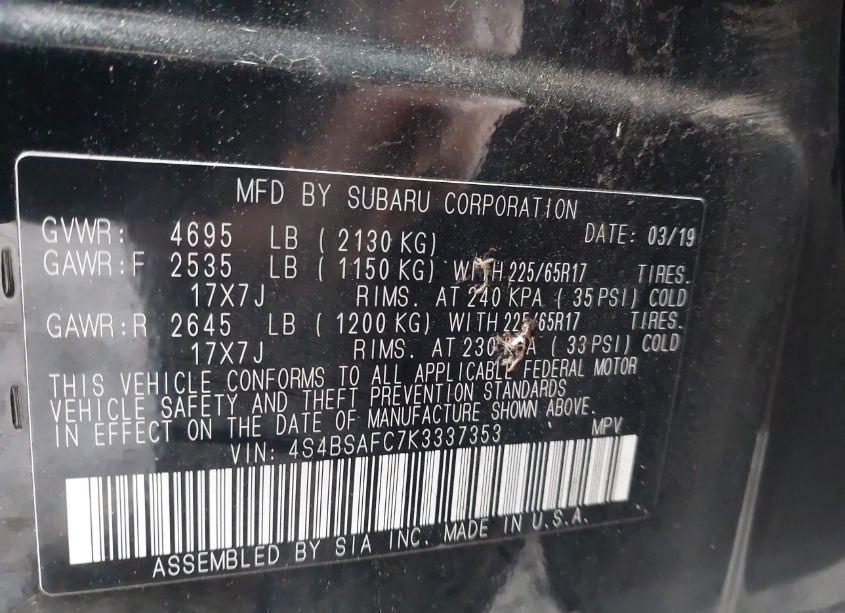 MFD BY SUBARU CORPORATION
GVWR: 4695 LB ( 2130 KG) DATE: 03/19
GAWR:F 2535 LB ( 1150 KG) WITH 225/65R17 TIRES.
17X7J RIMS. AT 240 KPA ( 35 PSI) COLD
GAWR:R 2645 LB ( 1200 KG) WITH 225/65R17 TIRES.
17X7J RIMS. AT 230 KPA ( 33 PSI) COLD
THIS VEHICLE CONFORMS TO ALL APPLICABLE FEDERAL MOTOR
VEHICLE SAFETY AND THEFT PREVENTION STANDARDS
IN EFFECT ON THE DATE OF MANUFACTURE SHOWN ABOVE.
VIN: 4S4BSAFC7K3337353 MPV
ASSEMBLED BY SIA INC. MADE IN U.S.A.